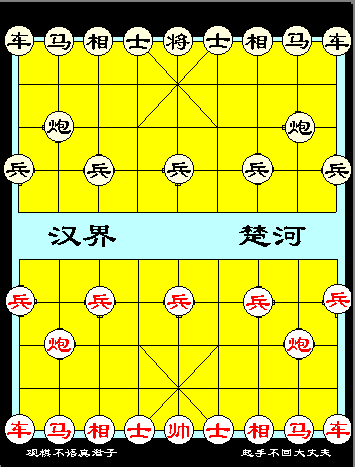 车 马 相 士 将 士 相 马 车
炮 炮
兵 兵 兵 兵 兵
汉界 楚河
兵 兵 兵 兵 兵
炮 炮
车 马 相 士 帅 士 相 马 车
观棋不语真君子 起手不回大丈夫